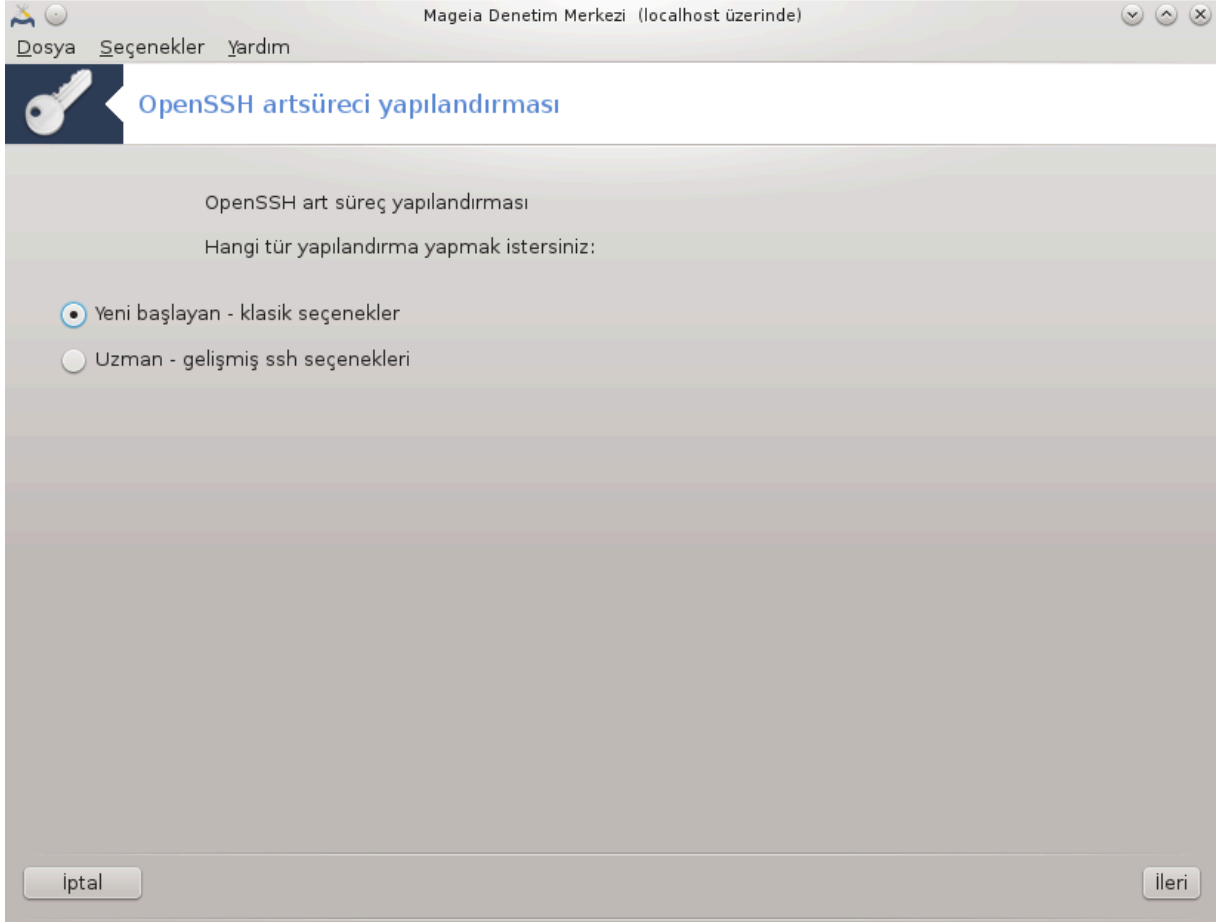 Mageia Denetim Merkezi (localhost üzerinde)
Dosya Seçenekler Yardım
OpenSSH artsüreci yapılandırması
OpenSSH art süreç yapılandırması
Hangi tür yapılandırma yapmak istersiniz:
Yeni başlayan - klasik seçenekler
Uzman - gelişmiş ssh seçenekleri
İptal İleri